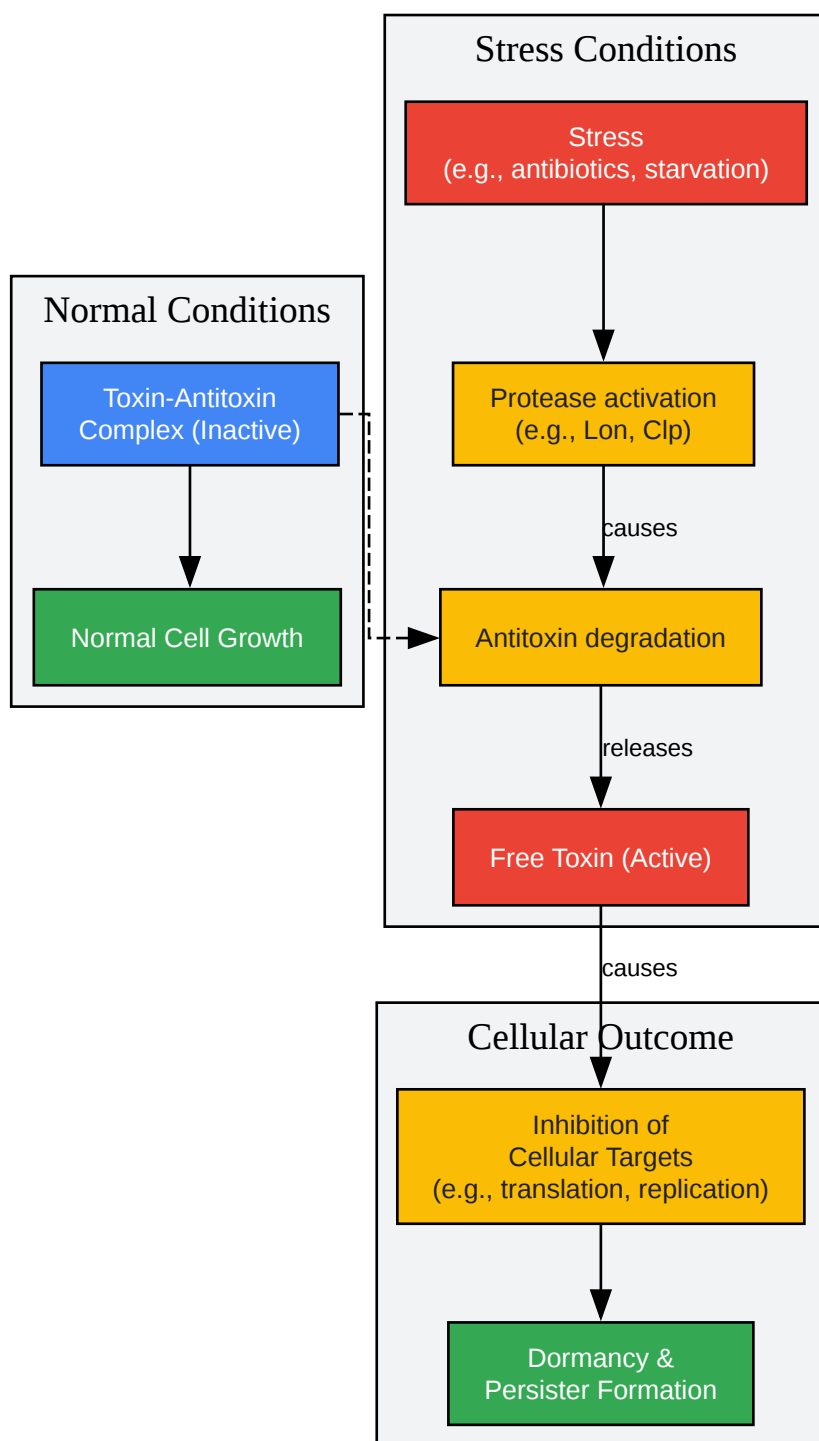 Stress Conditions
Stress
(e.g., antibiotics, starvation)
Normal Conditions
Toxin-Antitoxin
Complex (Inactive)
Protease activation
(e.g., Lon, Clp)
causes
Normal Cell Growth
Antitoxin degradation
releases
Free Toxin (Active)
causes
Cellular Outcome
Inhibition of
Cellular Targets
(e.g., translation, replication)
Dormancy &
Persister Formation